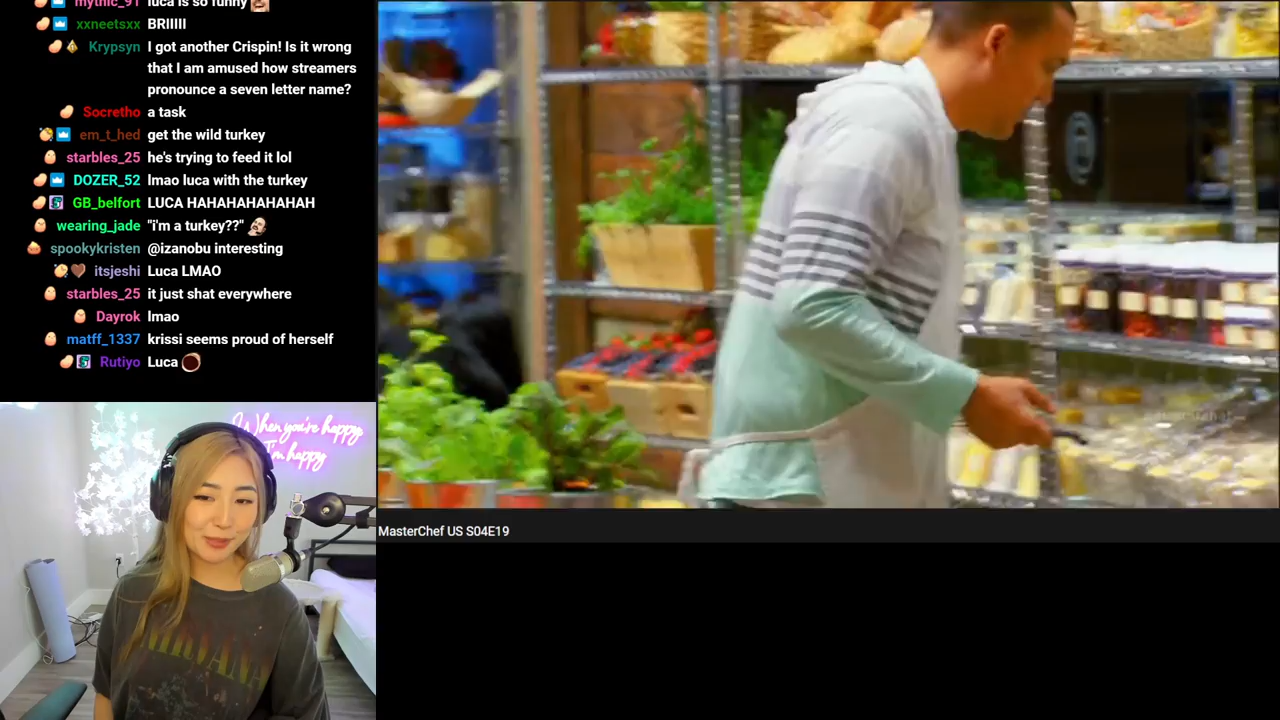 mythic_91 luca is so funny
xxneetsxx BRIIIII
Krypsyn I got another Crispin! Is it wrong
that I am amused how streamers
pronounce a seven letter name?
Socretho a task
em_t_hed get the wild turkey
starbles_25 he's trying to feed it lol
DOZER_52 lmao luca with the turkey
GB_belfort LUCA HAHAHAHAHAHAH
wearing_jade "i'm a turkey??"
spookykristen @izanobu interesting
itsjeshi Luca LMAO
starbles_25 it just shat everywhere
Dayrok lmao
matff_1337 krissi seems proud of herself
Rutiyo Luca
When you're happy
I'm happy
NIRVANA
MasterChef US S04E19